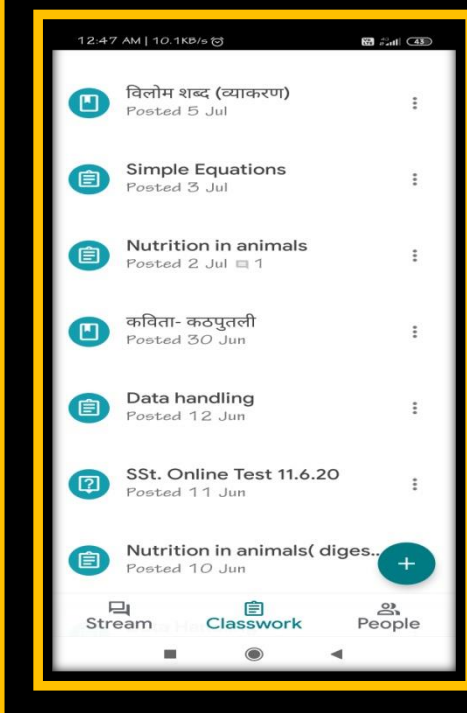 12:47 AM | 10.1KB/s
विलोम शब्द (व्याकरण)
Posted 5 Jul
Simple Equations
Posted 3 Jul
Nutrition in animals
Posted 2 Jul 1
कविता- कठपुतली
Posted 30 Jun
Data handling
Posted 12 Jun
SSt. Online Test 11.6.20
Posted 11 Jun
Nutrition in animals( diges..
Posted 10 Jun
Stream Classwork People